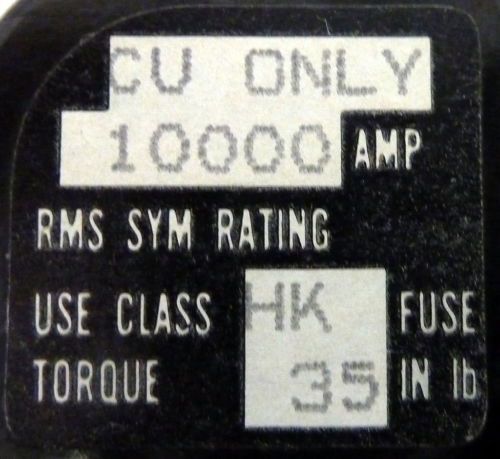 CU ONLY
10000 AMP
RMS SYM RATING
USE CLASS HK FUSE
TORQUE 35 IN lb